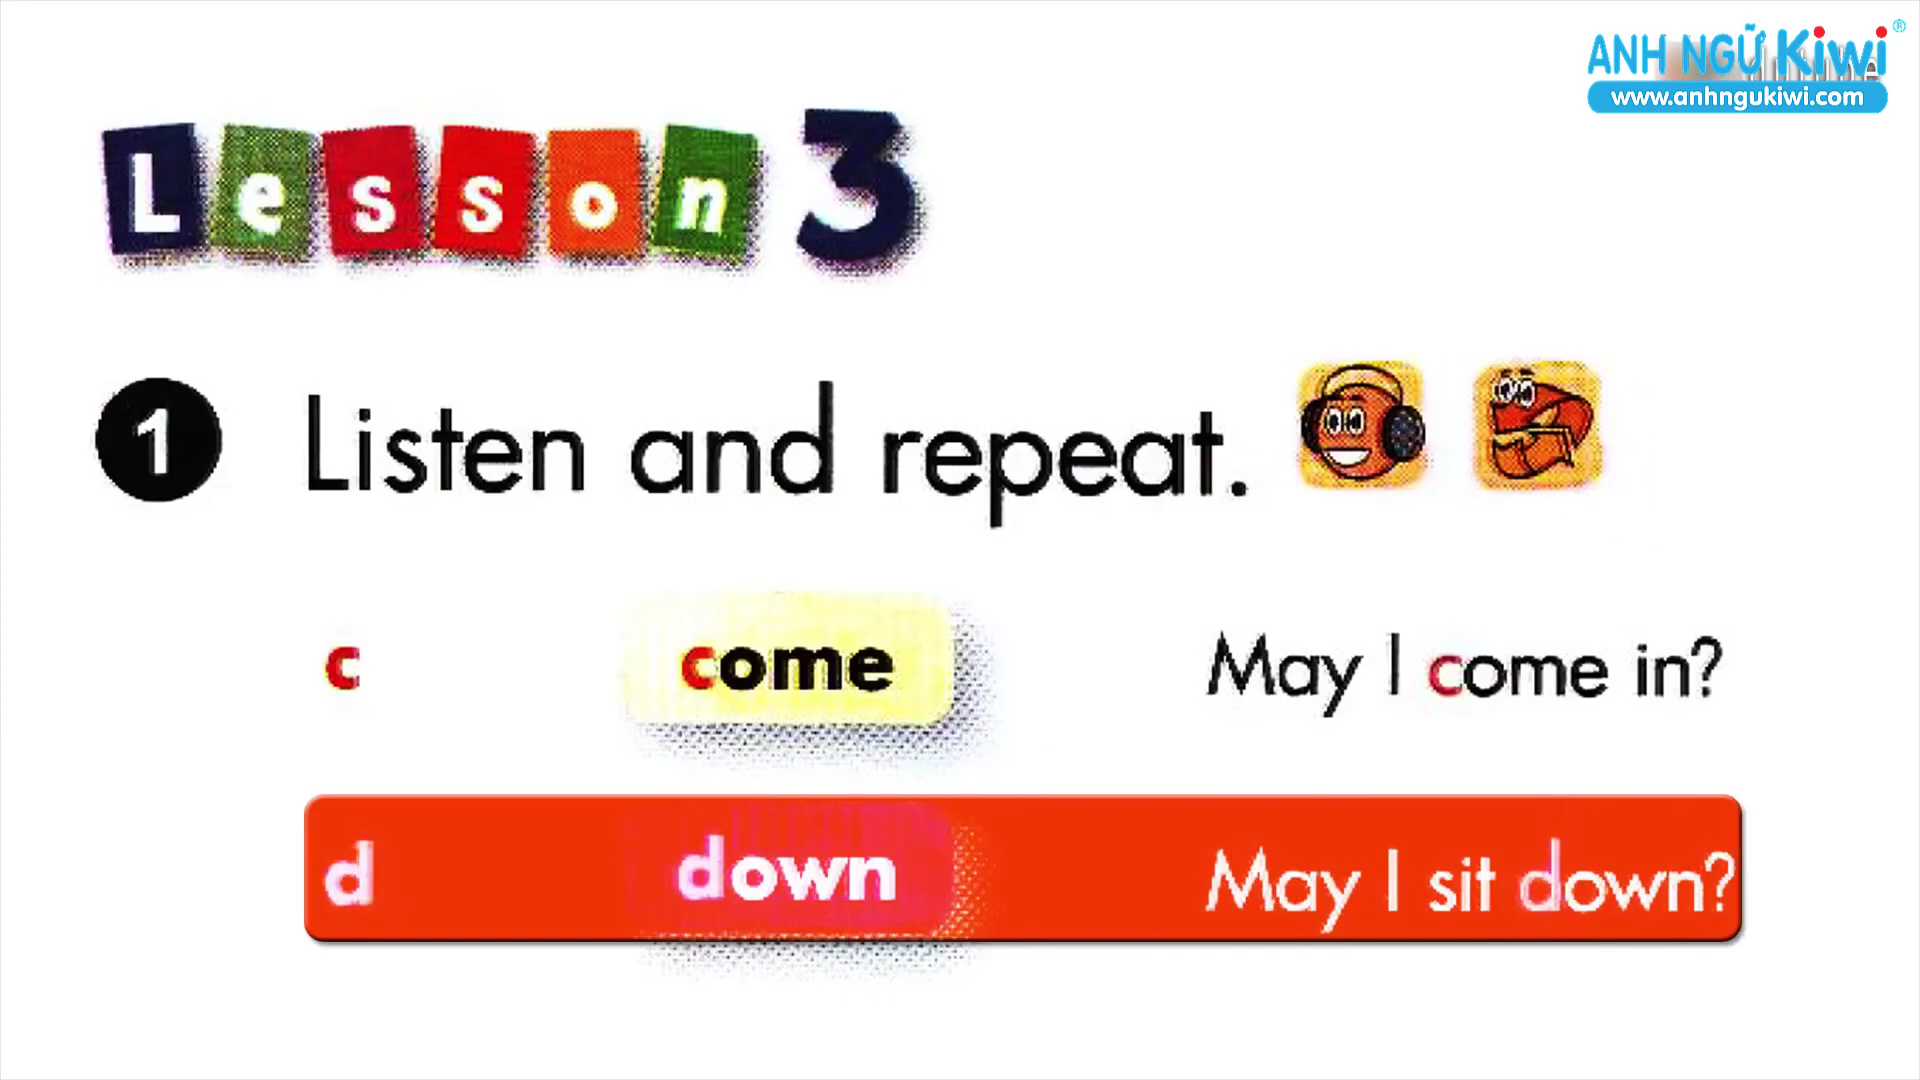 ANH NGỮ Kiwi®
www.anhngukiwi.com
Lesson 3
1 Listen and repeat.
c come May I come in?
d down May I sit down?